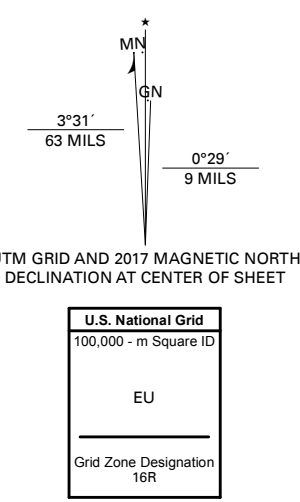 MN
GN
3°31´
63 MILS
0°29´
9 MILS
UTM GRID AND 2017 MAGNETIC NORTH
DECLINATION AT CENTER OF SHEET
U.S. National Grid
100,000 - m Square ID
EU
Grid Zone Designation
16R